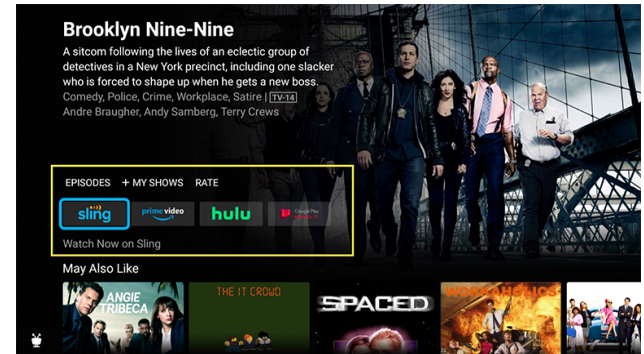 Brooklyn Nine-Nine
A sitcom following the lives of an eclectic group of
detectives in a New York precinct, including one slacker
who is forced to shape up when he gets a new boss.
Comedy, Police, Crime, Workplace, Satire | TV-14
Andre Braugher, Andy Samberg, Terry Crews
EPISODES + MY SHOWS RATE
sling prime video hulu Google Play
Watch Now on Sling
May Also Like
ANGIE
TRIBECA
THE IT CROWD
SPACED
WORKAHOLICS